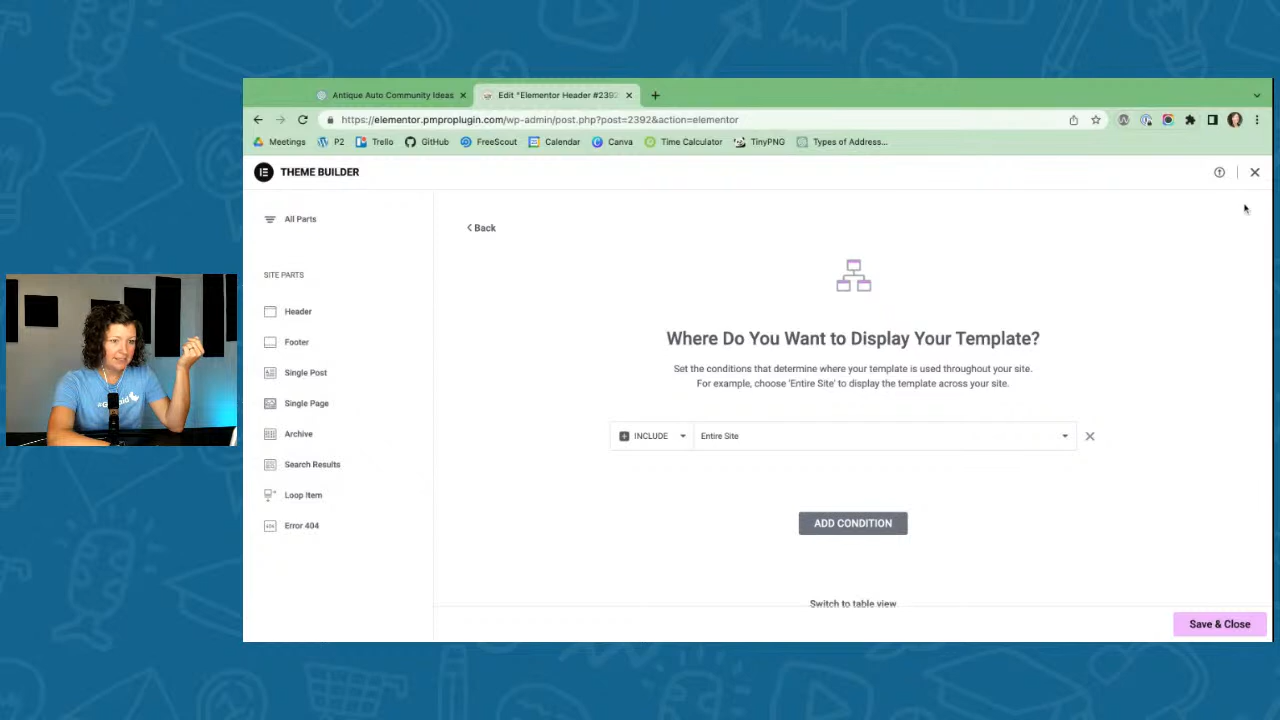 Antique Auto Community Ideas
Edit "Elementor Header #2392
https://elementor.pmproplugin.com/wp-admin/post.php?post=2392&action=elementor
Meetings P2 Trello GitHub FreeScout Calendar Canva Time Calculator TinyPNG Types of Address...
THEME BUILDER
All Parts
SITE PARTS
Header
Footer
Single Post
Single Page
Archive
Search Results
Loop Item
Error 404
Back
Where Do You Want to Display Your Template?
Set the conditions that determine where your template is used throughout your site.
For example, choose 'Entire Site' to display the template across your site.
INCLUDE Entire Site
ADD CONDITION
Switch to table view
Save & Close